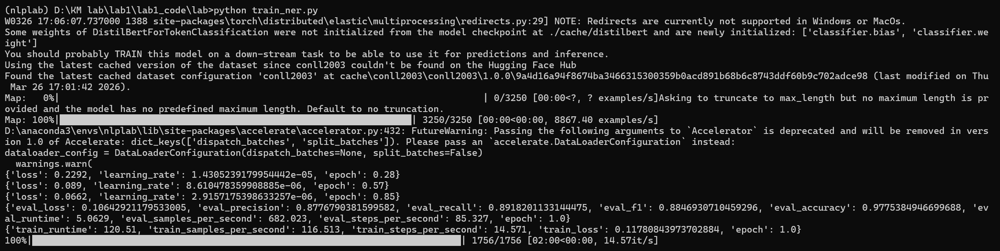 (nlplab) D:\KM lab\lab1\lab1_code\lab>python train_ner.py
W0326 17:06:07.737000 1388 site-packages\torch\distributed\elastic\multiprocessing\redirects.py:29] NOTE: Redirects are currently not supported in Windows or MacOs.
Some weights of DistilBertForTokenClassification were not initialized from the model checkpoint at ./cache/distilbert and are newly initialized: ['classifier.bias', 'classifier.we
ight']
You should probably TRAIN this model on a down-stream task to be able to use it for predictions and inference.
Using the latest cached version of the dataset since conll2003 couldn't be found on the Hugging Face Hub
Found the latest cached dataset configuration 'conll2003' at cache\conll2003\conll2003\1.0.0\9a4d16a94f8674ba3466315300359b0acd891b68b6c8743ddf60b9c702adce98 (last modified on Thu
 Mar 26 17:01:42 2026).
Map:   0%|          | 0/3250 [00:00<?, ? examples/s]Asking to truncate to max_length but no maximum length is pr
ovided and the model has no predefined maximum length. Default to no truncation.
Map: 100%|          | 3250/3250 [00:00<00:00, 8867.40 examples/s]
D:\anaconda3\envs\nlplab\lib\site-packages\accelerate\accelerator.py:432: FutureWarning: Passing the following arguments to `Accelerator` is deprecated and will be removed in vers
ion 1.0 of Accelerate: dict_keys(['dispatch_batches', 'split_batches']). Please pass an `accelerate.DataLoaderConfiguration` instead:
dataloader_config = DataLoaderConfiguration(dispatch_batches=None, split_batches=False)
  warnings.warn(
{'loss': 0.2292, 'learning_rate': 1.4305239179954442e-05, 'epoch': 0.28}
{'loss': 0.089, 'learning_rate': 8.610478359908885e-06, 'epoch': 0.57}
{'loss': 0.0662, 'learning_rate': 2.9157175398633257e-06, 'epoch': 0.85}
{'eval_loss': 0.10642921179533005, 'eval_precision': 0.8776790381599582, 'eval_recall': 0.8918201133144475, 'eval_f1': 0.8846930710459296, 'eval_accuracy': 0.9775384946699688, 'ev
al_runtime': 5.0629, 'eval_samples_per_second': 682.023, 'eval_steps_per_second': 85.327, 'epoch': 1.0}
{'train_runtime': 120.51, 'train_samples_per_second': 116.513, 'train_steps_per_second': 14.571, 'train_loss': 0.11780843973702884, 'epoch': 1.0}
100%|          | 1756/1756 [02:00<00:00, 14.57it/s]